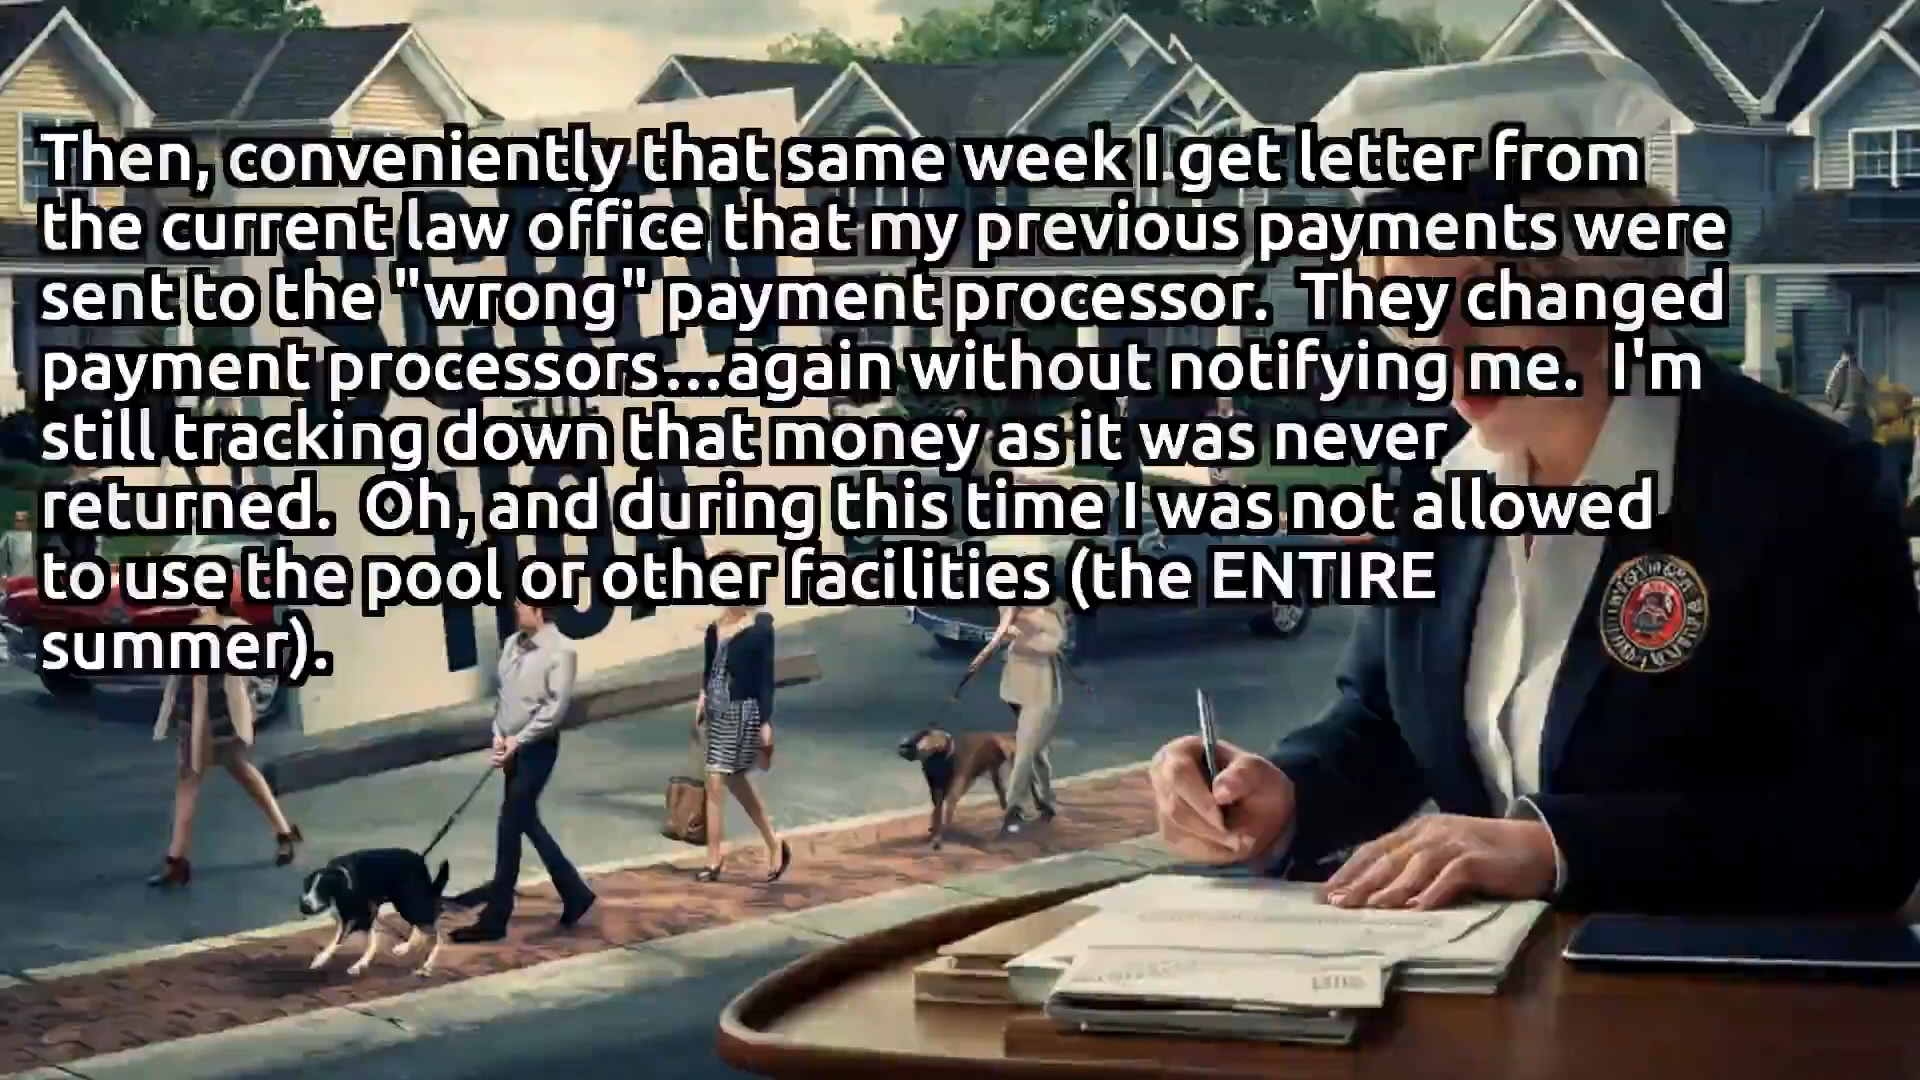 Then, conveniently that same week I get letter from
the current law office that my previous payments were
sent to the "wrong" payment processor.  They changed
payment processors...again without notifying me.  I'm
still tracking down that money as it was never
returned.  Oh, and during this time I was not allowed
to use the pool or other facilities (the ENTIRE
summer).
THE